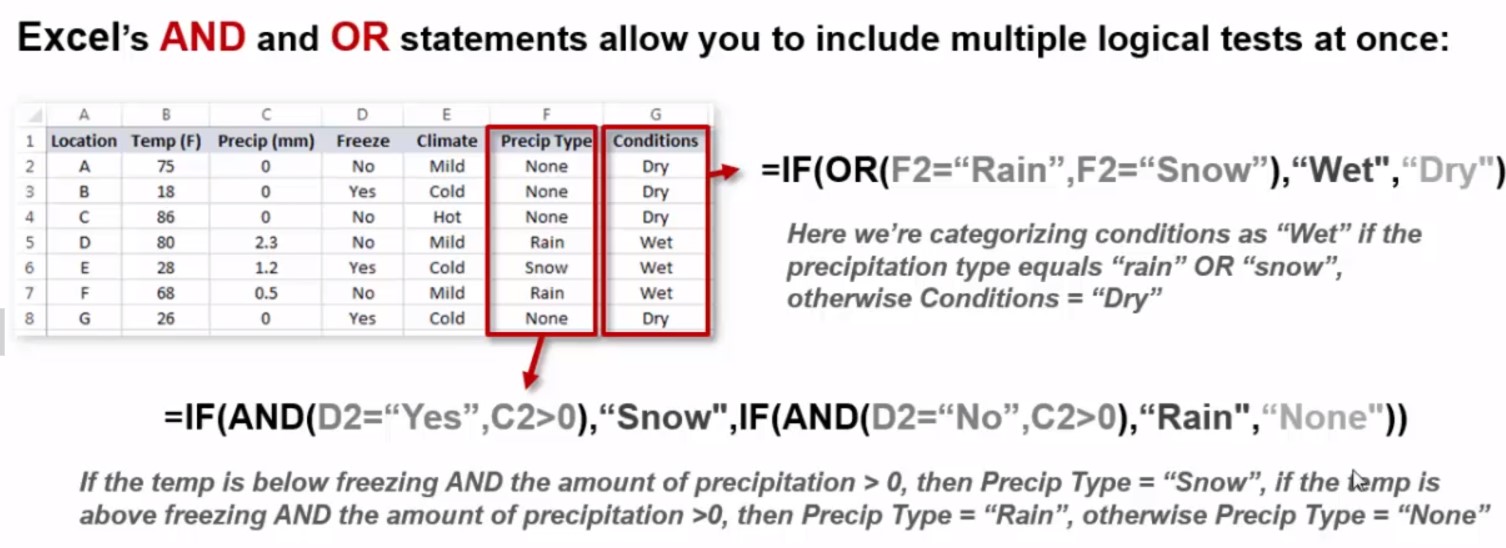 Excel's AND and OR statements allow you to include multiple logical tests at once:
A B C D E F G
1 Location Temp (F) Precip (mm) Freeze Climate Precip Type Conditions
2 A 75 0 No Mild None Dry
3 B 18 0 Yes Cold None Dry
4 C 86 0 No Hot None Dry
5 D 80 2.3 No Mild Rain Wet
6 E 28 1.2 Yes Cold Snow Wet
7 F 68 0.5 No Mild Rain Wet
8 G 26 0 Yes Cold None Dry
=IF(OR(F2=“Rain”,F2=“Snow”),“Wet",“Dry")
Here we're categorizing conditions as “Wet” if the
precipitation type equals “rain” OR “snow”,
otherwise Conditions = “Dry”
=IF(AND(D2=“Yes”,C2>0),“Snow",IF(AND(D2=“No”,C2>0),“Rain",“None"))
If the temp is below freezing AND the amount of precipitation > 0, then Precip Type = “Snow”, if the temp is
above freezing AND the amount of precipitation >0, then Precip Type = “Rain”, otherwise Precip Type = “None”